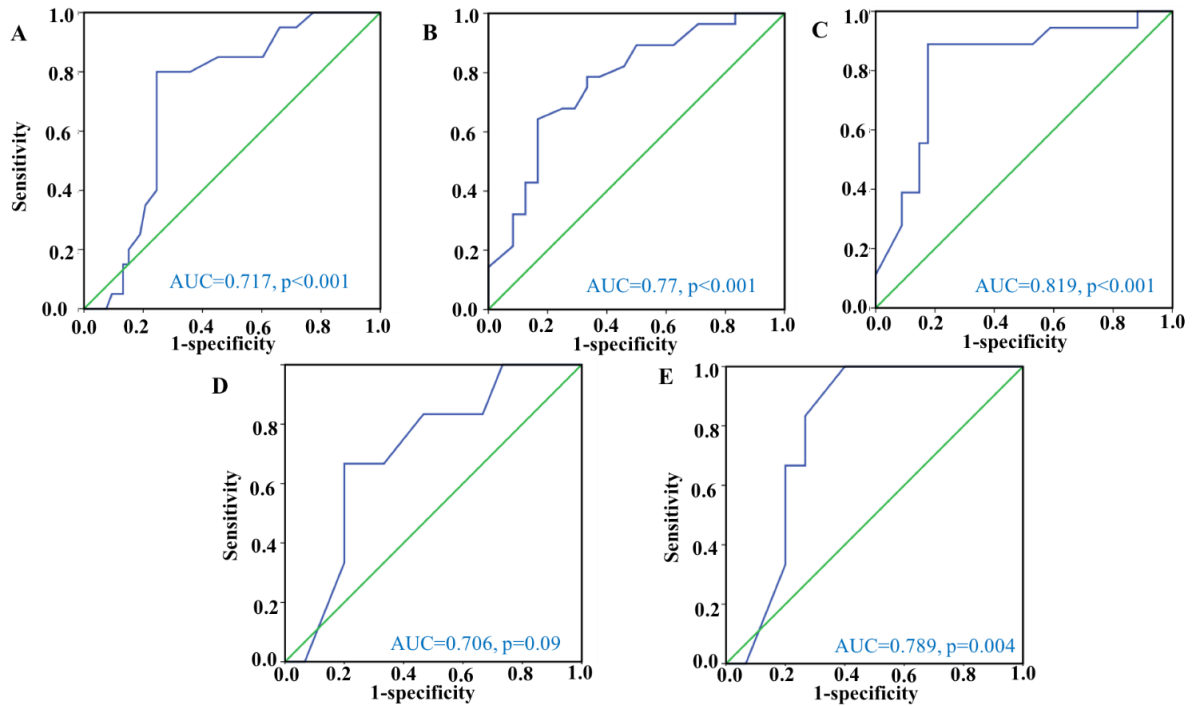 A
1.0
0.8
0.6
0.4
0.2
0.0
Sensitivity
AUC=0.717, p<0.001
0.0 0.2 0.4 0.6 0.8 1.0
1-specificity
B
1.0
0.8
0.6
0.4
0.2
0.0
AUC=0.77, p<0.001
0.0 0.2 0.4 0.6 0.8 1.0
1-specificity
C
1.0
0.8
0.6
0.4
0.2
0.0
AUC=0.819, p<0.001
0.0 0.2 0.4 0.6 0.8 1.0
1-specificity
D
0.8
0.6
0.4
0.2
0.0
Sensitivity
AUC=0.706, p=0.09
0.0 0.2 0.4 0.6 0.8 1.0
1-specificity
E
1.0
0.8
0.6
0.4
0.2
0.0
Sensitivity
AUC=0.789, p=0.004
0.0 0.2 0.4 0.6 0.8 1.0
1-specificity